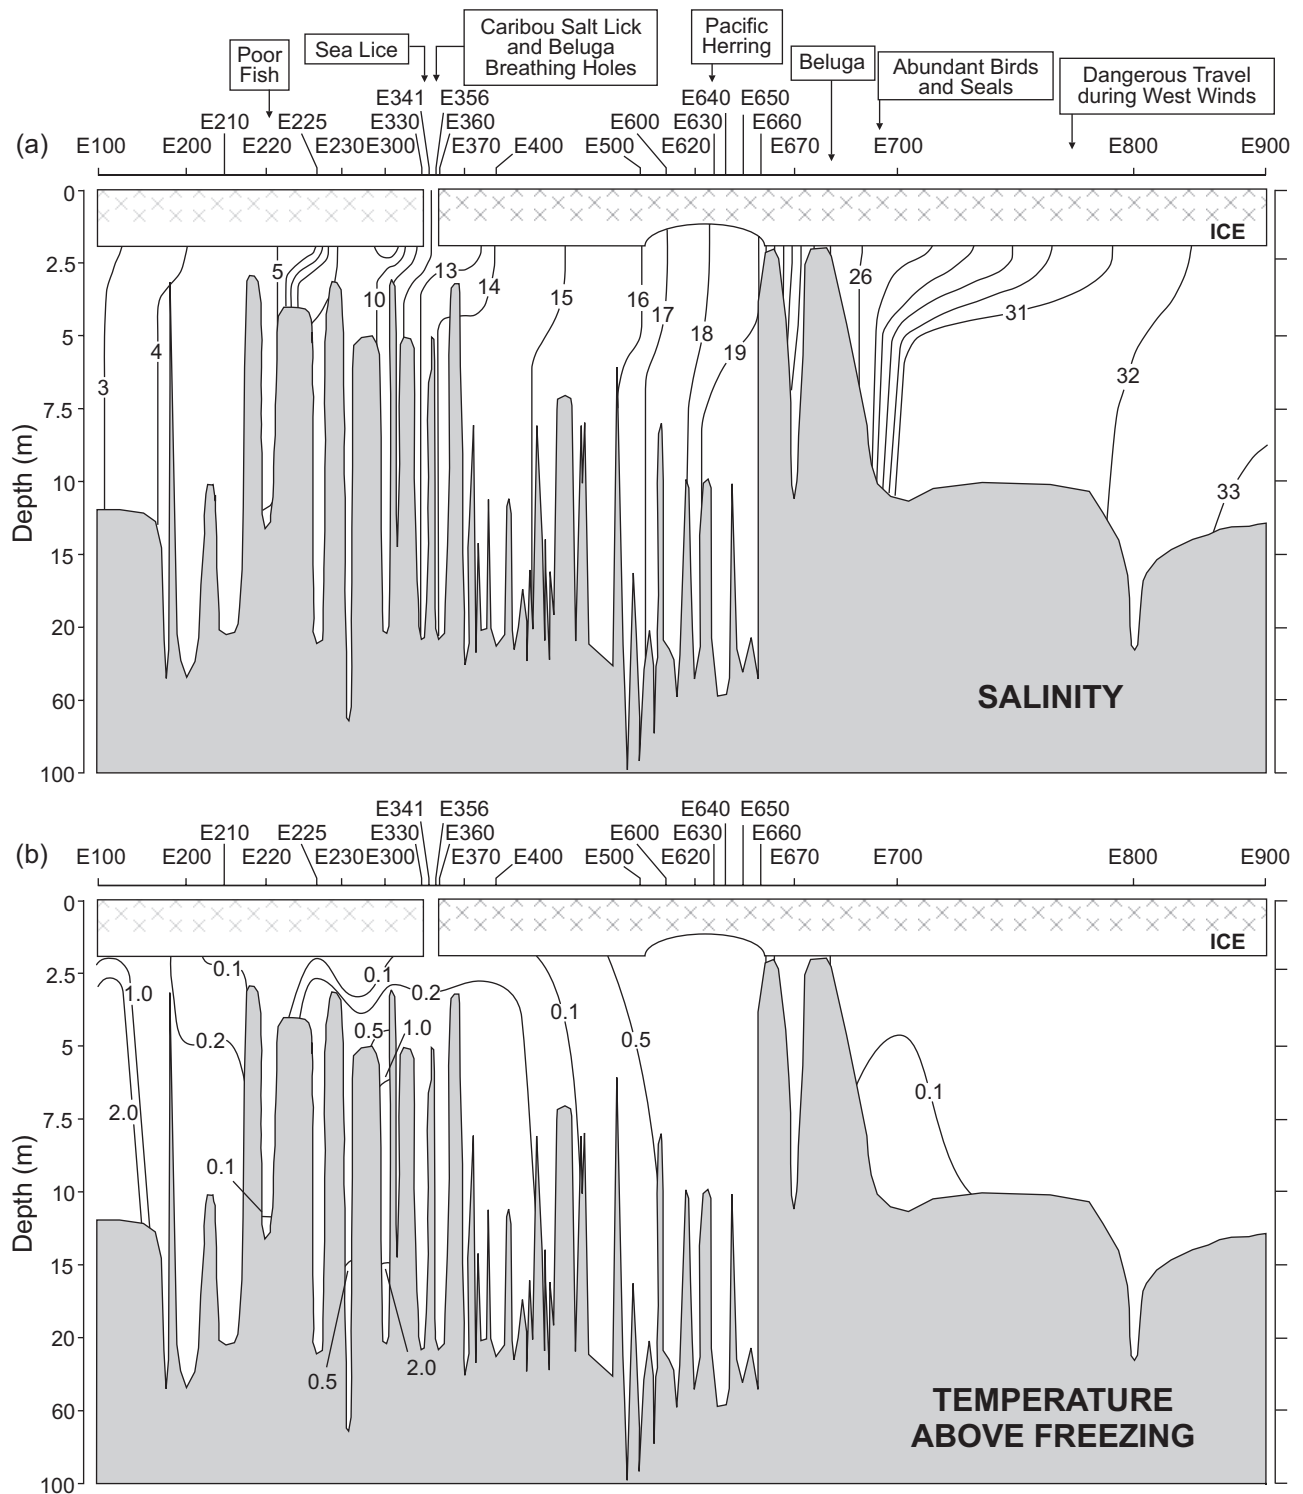 Poor
Fish
Sea Lice
Caribou Salt Lick
and Beluga
Breathing Holes
Pacific
Herring
Beluga
Abundant Birds
and Seals
Dangerous Travel
during West Winds
E341 E356 E640 E650
E210 E225 E330 E360 E600 E630 E660
(a) E100 E200 E220 E230 E300 E370 E400 E500 E620 E670 E700 E800 E900
0
ICE
2.5
5
7.5
10
15
20
60
100
Depth (m)
3
4
5
10
13
14
15
16
17
18
19
26
31
32
33
SALINITY
E341 E356 E640 E650
E210 E225 E330 E360 E600 E630 E660
(b) E100 E200 E220 E230 E300 E370 E400 E500 E620 E670 E700 E800 E900
0
ICE
2.5
5
7.5
10
15
20
60
100
Depth (m)
1.0
2.0
0.1
0.2
0.1
0.1
0.2
0.5
1.0
0.5
2.0
0.1
0.5
0.1
TEMPERATURE
ABOVE FREEZING